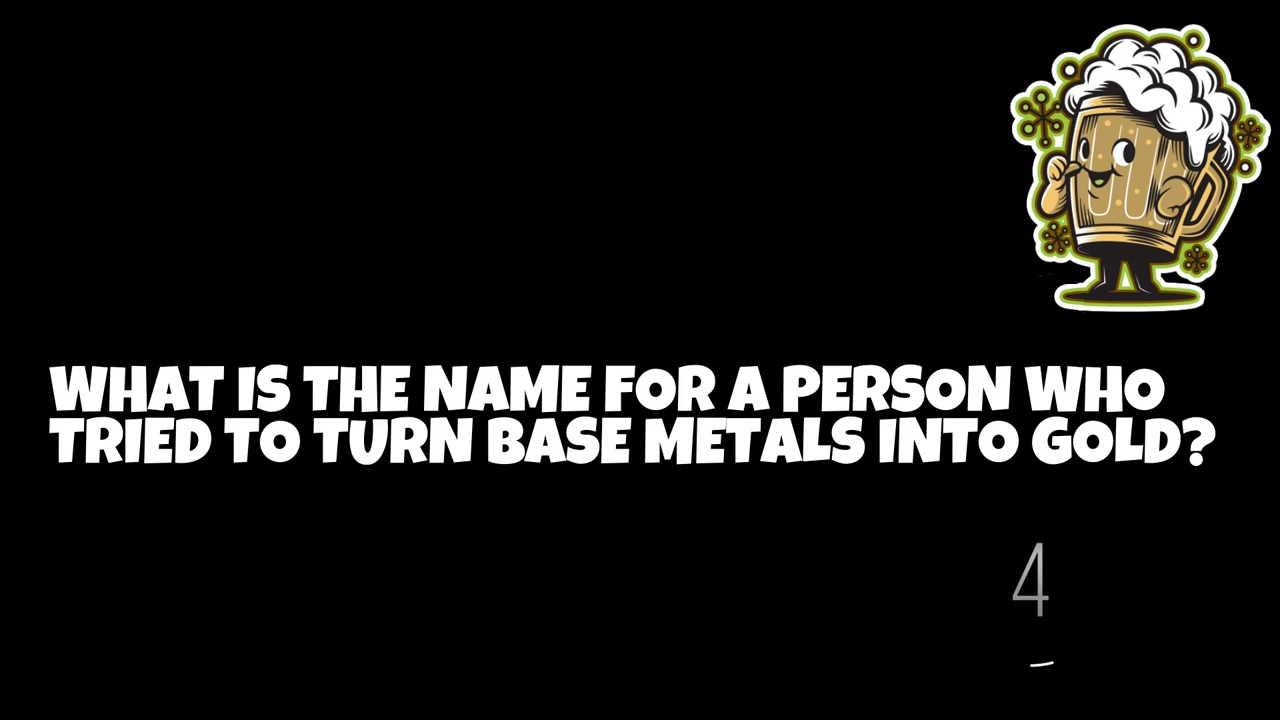 WHAT IS THE NAME FOR A PERSON WHO
TRIED TO TURN BASE METALS INTO GOLD?
4